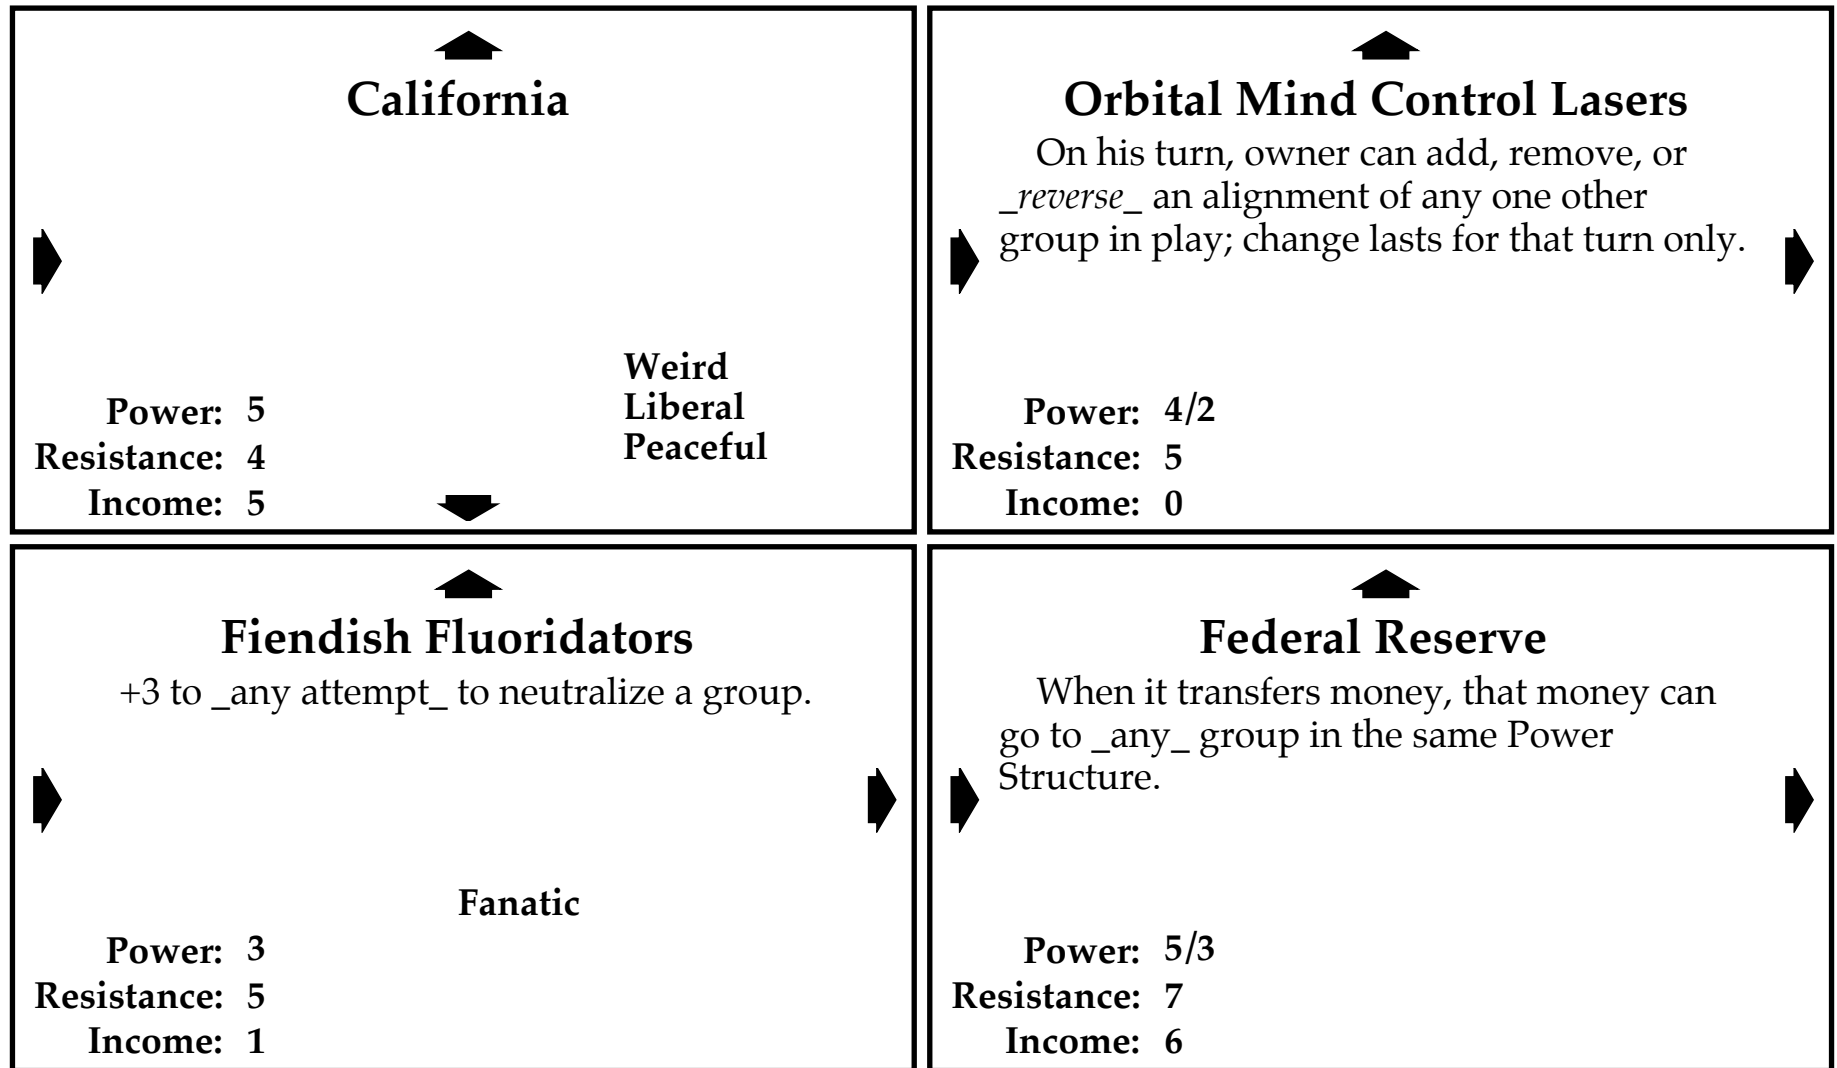 California
Weird
Liberal
Peaceful
Power: 5
Resistance: 4
Income: 5
Orbital Mind Control Lasers
On his turn, owner can add, remove, or
_reverse_ an alignment of any one other
group in play; change lasts for that turn only.
Power: 4/2
Resistance: 5
Income: 0
Fiendish Fluoridators
+3 to _any attempt_ to neutralize a group.
Fanatic
Power: 3
Resistance: 5
Income: 1
Federal Reserve
When it transfers money, that money can
go to _any_ group in the same Power
Structure.
Power: 5/3
Resistance: 7
Income: 6